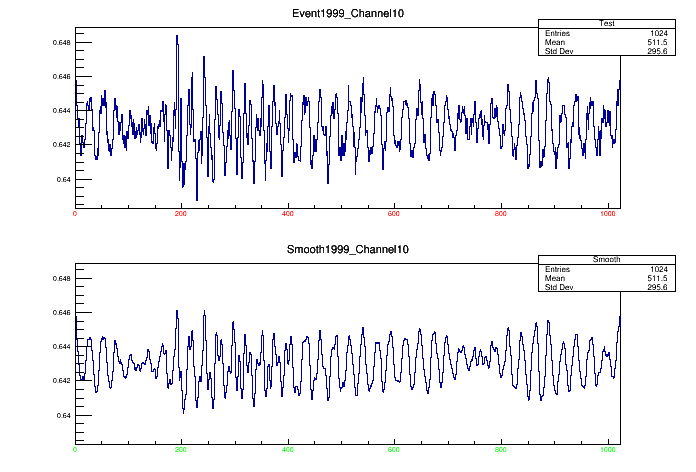 Event1999_Channel10
Test
Entries 1024
Mean 511.5
Std Dev 295.6
0.648
0.646
0.644
0.642
0.64
0 200 400 600 800 1000
Smooth1999_Channel10
Smooth
Entries 1024
Mean 511.5
Std Dev 295.6
0.648
0.646
0.644
0.642
0.64
0 200 400 600 800 1000